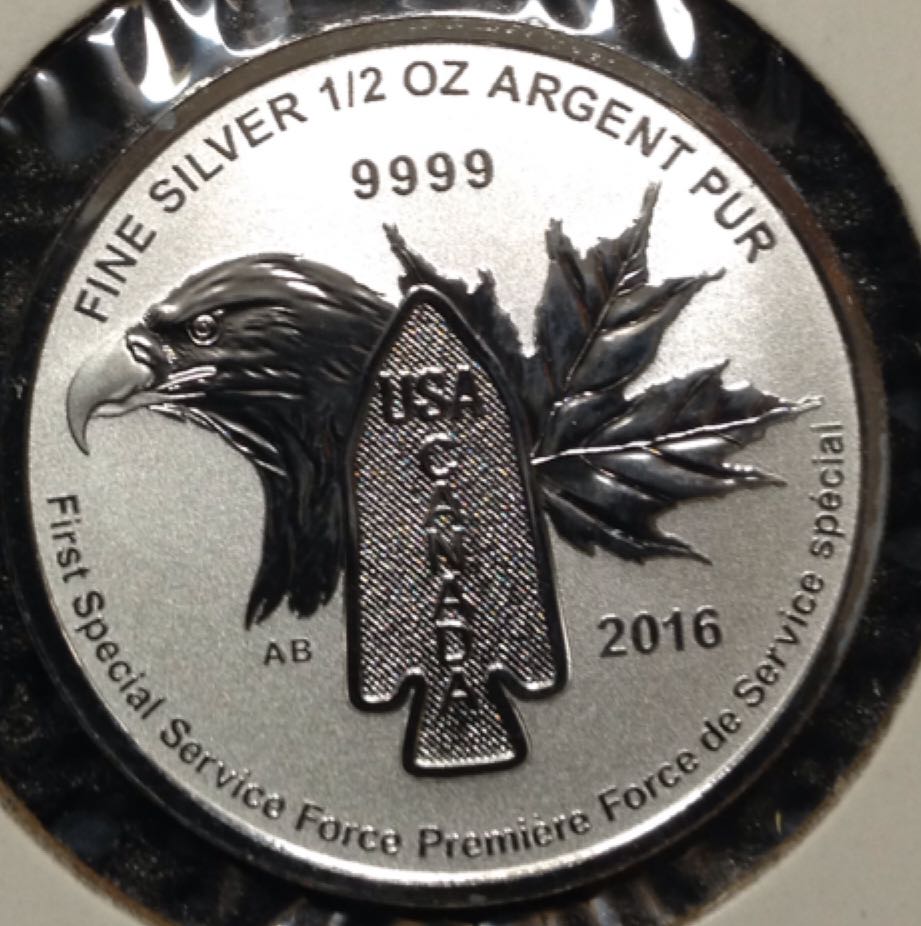 FINE SILVER 1/2 OZ ARGENT PUR
9999
USA
CANADA
AB
2016
First Special Service Force Première Force de Service spécial